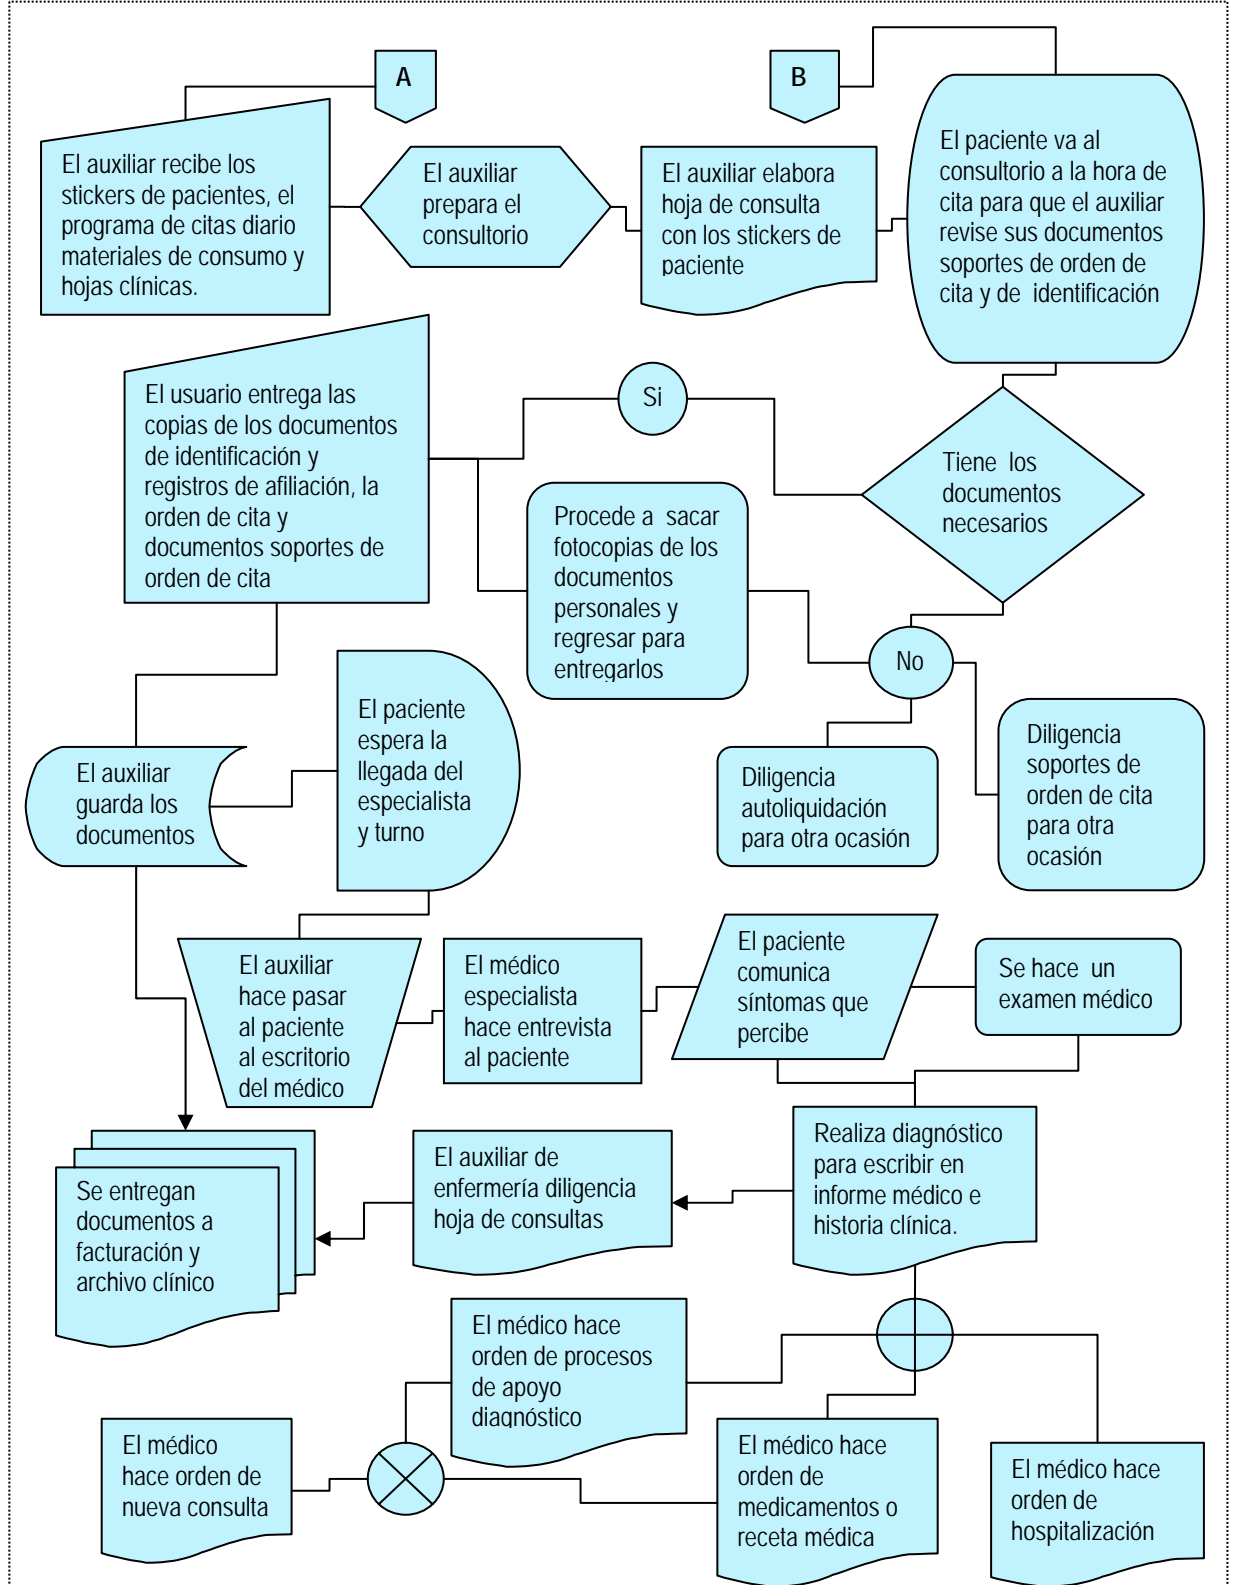 A
B
El auxiliar recibe los
stickers de pacientes, el
programa de citas diario
materiales de consumo y
hojas clínicas.
El auxiliar
prepara el
consultorio
El auxiliar elabora
hoja de consulta
con los stickers de
paciente
El paciente va al
consultorio a la hora de
cita para que el auxiliar
revise sus documentos
soportes de orden de
cita y de identificación
El usuario entrega las
copias de los documentos
de identificación y
registros de afiliación, la
orden de cita y
documentos soportes de
orden de cita
Si
Tiene los
documentos
necesarios
Procede a sacar
fotocopias de los
documentos
personales y
regresar para
entregarlos
No
El paciente
espera la
llegada del
especialista
y turno
El auxiliar
guarda los
documentos
Diligencia
autoliquidación
para otra ocasión
Diligencia
soportes de
orden de cita
para otra
ocasión
El auxiliar
hace pasar
al paciente
al escritorio
del médico
El médico
especialista
hace entrevista
al paciente
El paciente
comunica
síntomas que
percibe
Se hace un
examen médico
Se entregan
documentos a
facturación y
archivo clínico
El auxiliar de
enfermería diligencia
hoja de consultas
Realiza diagnóstico
para escribir en
informe médico e
historia clínica.
El médico hace
orden de procesos
de apoyo
diagnóstico
El médico
hace orden de
nueva consulta
El médico hace
orden de
medicamentos o
receta médica
El médico hace
orden de
hospitalización